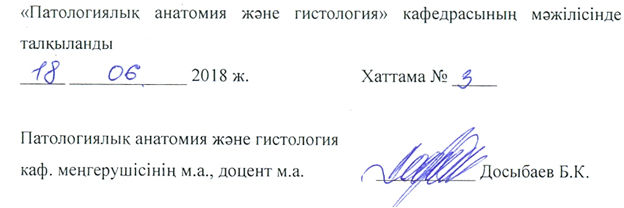 «Патологиялық анатомия және гистология» кафедрасының мәжілісінде
талқыланды
18 06 2018 ж. Хаттама № 3
Патологиялық анатомия және гистология
каф. меңгерушісінің м.а., доцент м.а. Досыбаев Б.К.